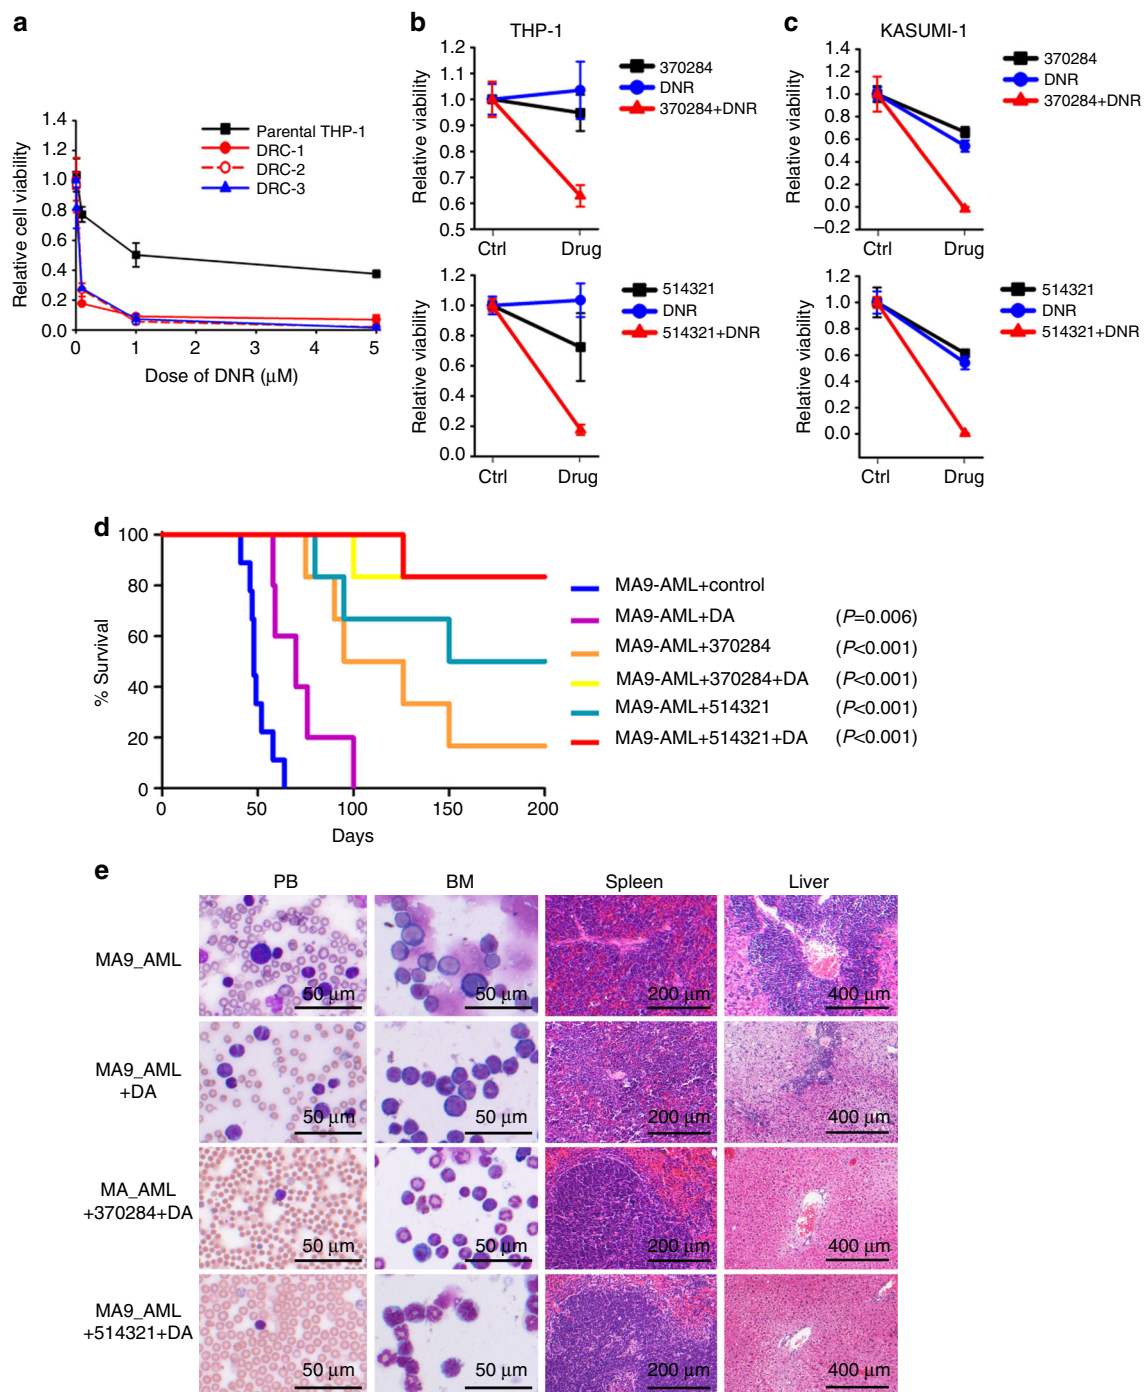 a
Relative cell viability
1.4
1.2
1.0
0.8
0.6
0.4
0.2
0.0
0 1 2 3 4 5
Dose of DNR (μM)
Parental THP-1
DRC-1
DRC-2
DRC-3
b
THP-1
Relative viability
1.2
1.1
1.0
0.9
0.8
0.7
0.6
0.5
Ctrl Drug
370284
DNR
370284+DNR
Relative viability
1.2
1.0
0.8
0.6
0.4
0.2
0.0
Ctrl Drug
514321
DNR
514321+DNR
c
KASUMI-1
Relative viability
1.4
1.2
1.0
0.8
0.6
0.4
0.2
0.0
−0.2
Ctrl Drug
370284
DNR
370284+DNR
Relative viability
1.2
1.0
0.8
0.6
0.4
0.2
0.0
Ctrl Drug
514321
DNR
514321+DNR
d
% Survival
100
80
60
40
20
0
0 50 100 150 200
Days
MA9-AML+control
MA9-AML+DA (P=0.006)
MA9-AML+370284 (P<0.001)
MA9-AML+370284+DA (P<0.001)
MA9-AML+514321 (P<0.001)
MA9-AML+514321+DA (P<0.001)
e
PB BM Spleen Liver
MA9_AML
50 μm 50 μm 200 μm 400 μm
MA9_AML
+DA
50 μm 50 μm 200 μm 400 μm
MA_AML
+370284+DA
50 μm 50 μm 200 μm 400 μm
MA9_AML
+514321+DA
50 μm 50 μm 200 μm 400 μm